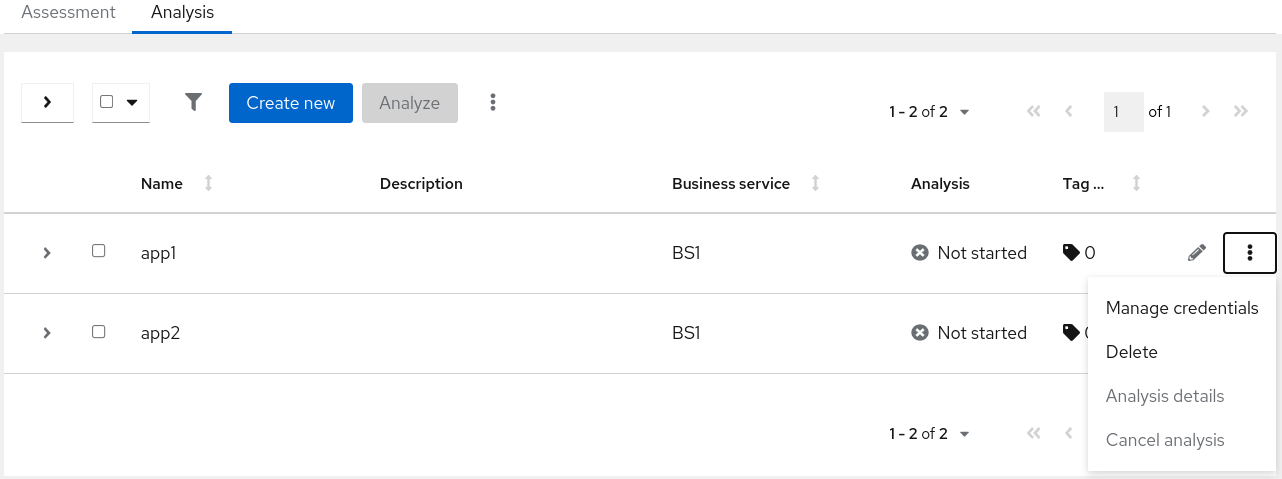 Assessment Analysis
Create new Analyze
1 - 2 of 2 1 of 1
Name Description Business service Analysis Tag ...
app1 BS1 Not started 0
Manage credentials
app2 BS1 Not started
Delete
Analysis details
1 - 2 of 2
Cancel analysis